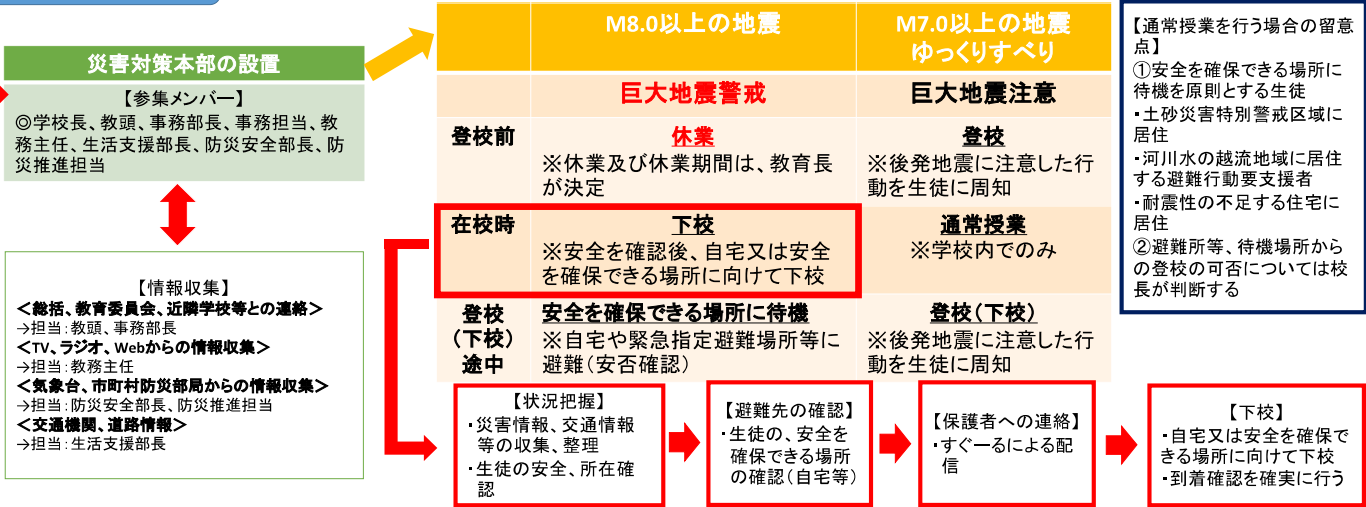 災害対策本部の設置
【参集メンバー】
◎学校長、教頭、事務部長、事務担当、教
務主任、生活支援部長、防災安全部長、防
災推進担当
【情報収集】
<総括、教育委員会、近隣学校等との連絡>
→担当:教頭、事務部長
<TV、ラジオ、Webからの情報収集>
→担当:教務主任
<気象台、市町村防災部局からの情報収集>
→担当:防災安全部長、防災推進担当
<交通機関、道路情報>
→担当:生活支援部長
M8.0以上の地震
M7.0以上の地震
ゆっくりすべり
巨大地震警戒
巨大地震注意
登校前
休業
※休業及び休業期間は、教育長
が決定
登校
※後発地震に注意した行
動を生徒に周知
在校時
下校
※安全を確認後、自宅又は安全
を確保できる場所に向けて下校
通常授業
※学校内でのみ
登校
(下校)
途中
安全を確保できる場所に待機
※自宅や緊急指定避難場所等に
避難(安否確認)
登校(下校)
※後発地震に注意した行
動を生徒に周知
【通常授業を行う場合の留意
点】
①安全を確保できる場所に
待機を原則とする生徒
・土砂災害特別警戒区域に
居住
・河川水の越流地域に居住
する避難行動要支援者
・耐震性の不足する住宅に
居住
②避難所等、待機場所から
の登校の可否については校
長が判断する
【状況把握】
・災害情報、交通情報
等の収集、整理
・生徒の安全、所在確
認
【避難先の確認】
・生徒の、安全を
確保できる場所
の確認(自宅等)
【保護者への連絡】
・すぐーるによる配
信
【下校】
・自宅又は安全を確保で
きる場所に向けて下校
・到着確認を確実に行う